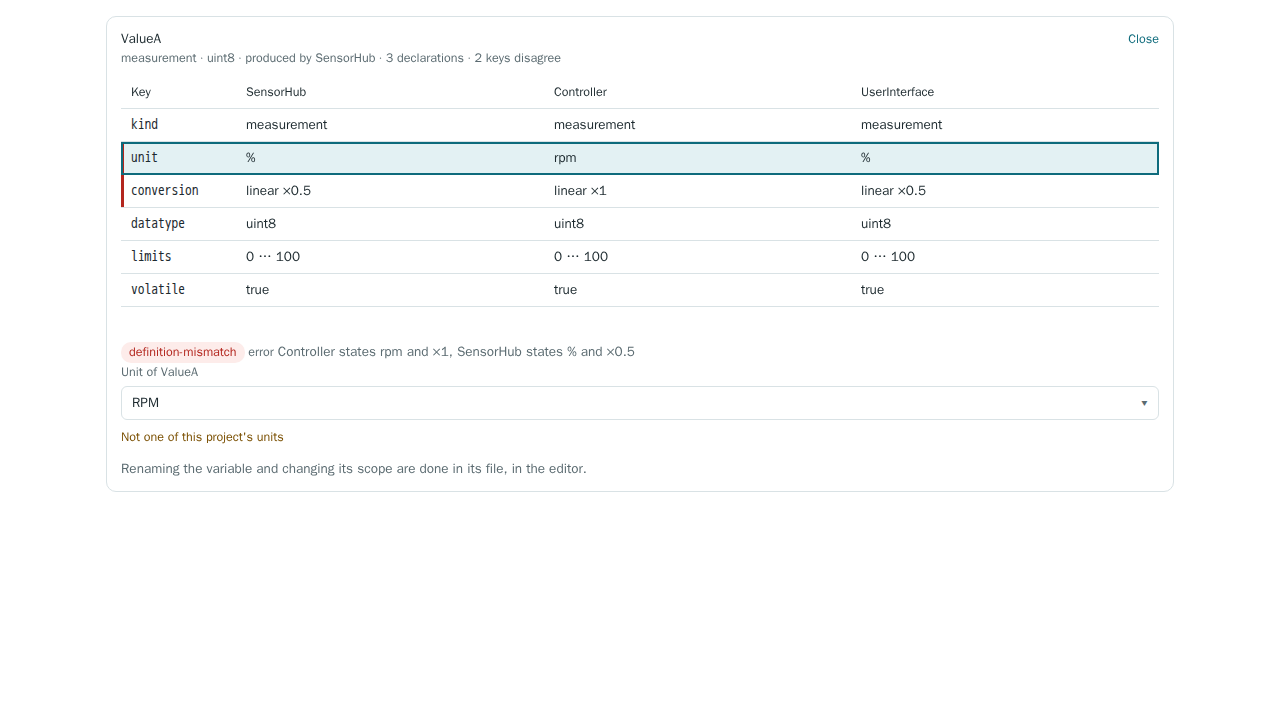 ValueA
Close
measurement · uint8 · produced by SensorHub · 3 declarations · 2 keys disagree
Key SensorHub Controller UserInterface
kind measurement measurement measurement
unit % rpm %
conversion linear ×0.5 linear ×1 linear ×0.5
datatype uint8 uint8 uint8
limits 0 ··· 100 0 ··· 100 0 ··· 100
volatile true true true
definition-mismatch error Controller states rpm and ×1, SensorHub states % and ×0.5
Unit of ValueA
RPM
Not one of this project's units
Renaming the variable and changing its scope are done in its file, in the editor.